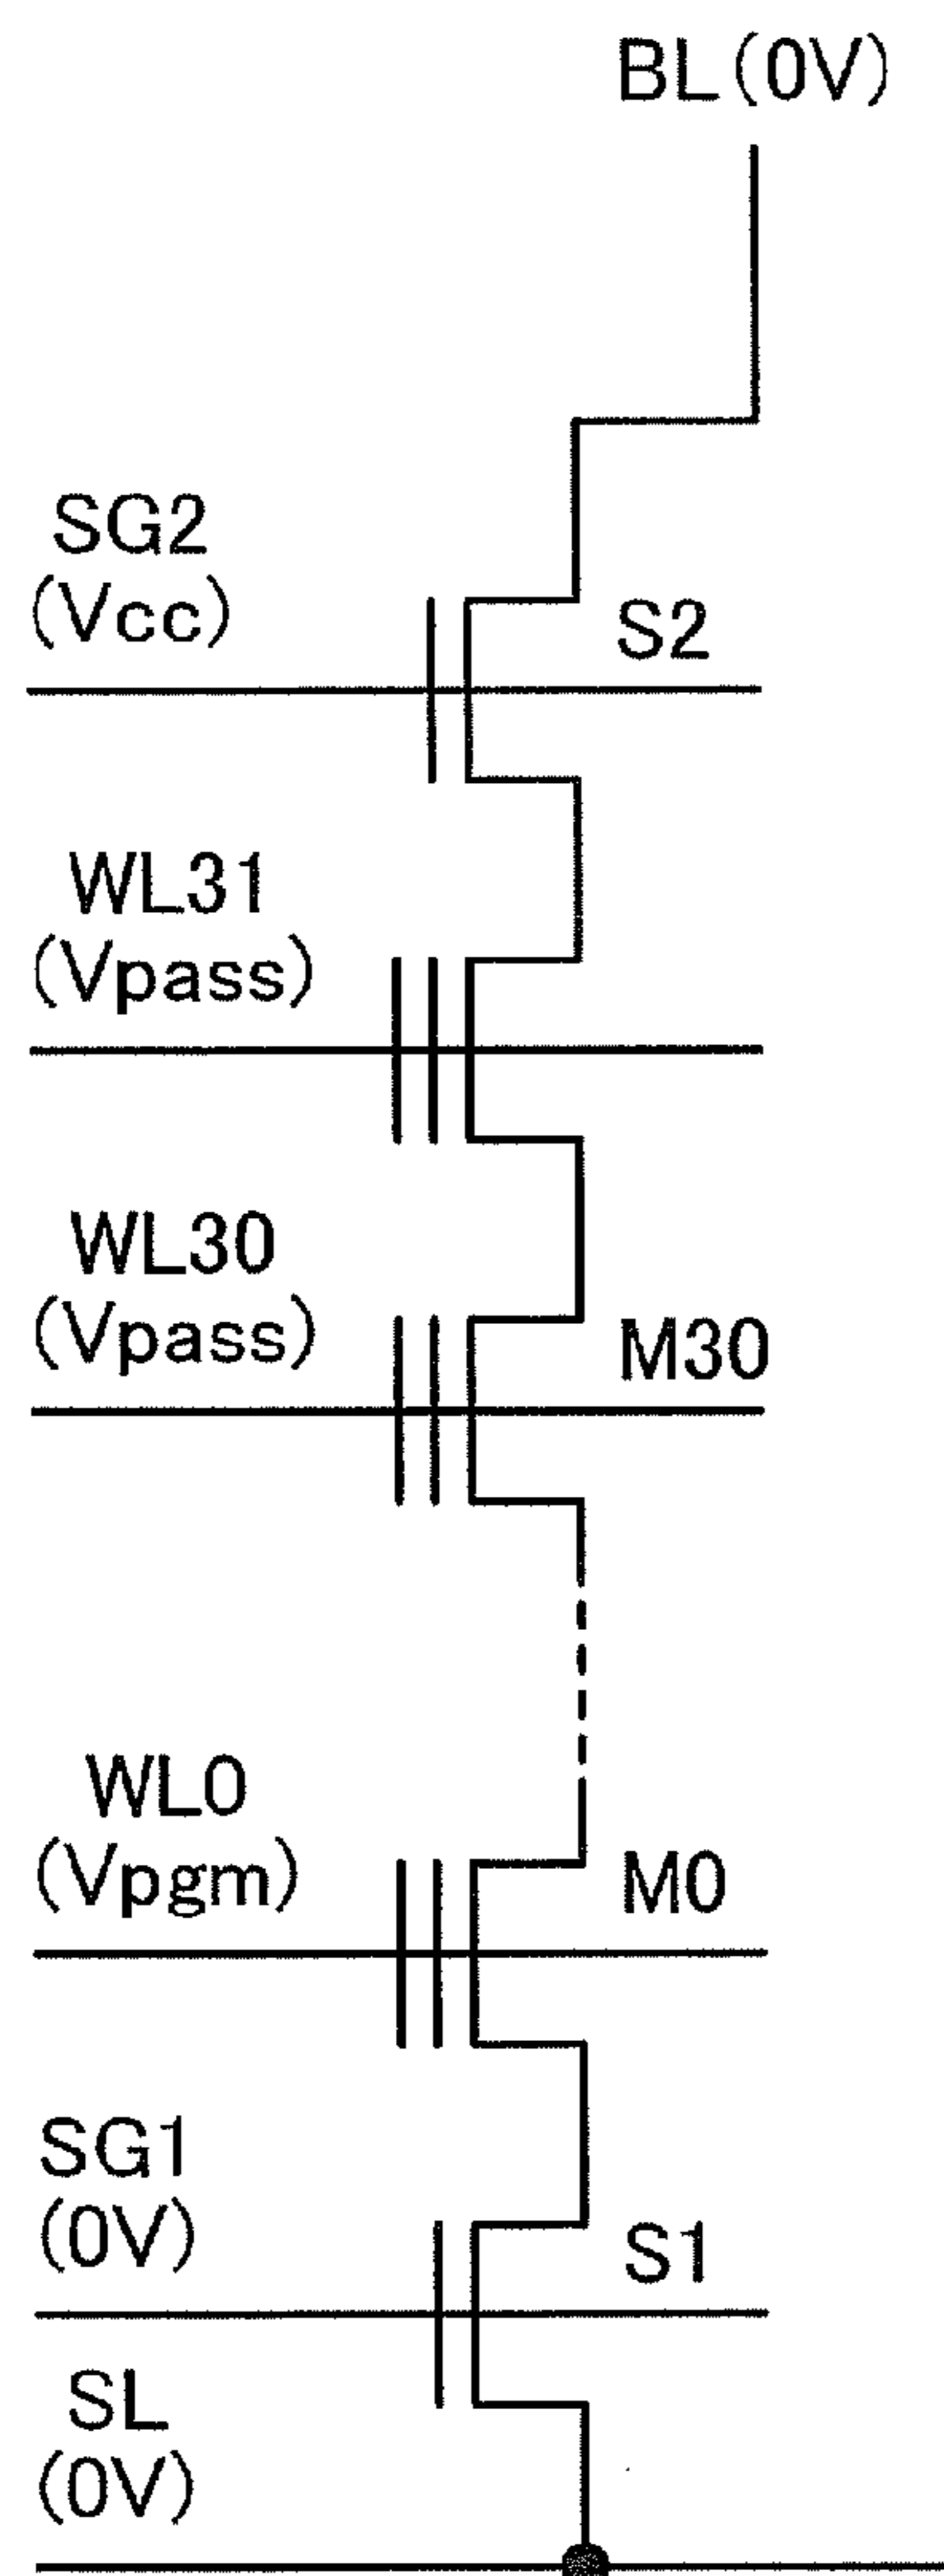 BL(0V)
SG2
(Vcc)
S2
WL31
(Vpass)
WL30
(Vpass)
M30
WL0
(Vpgm)
M0
SG1
(0V)
S1
SL
(0V)